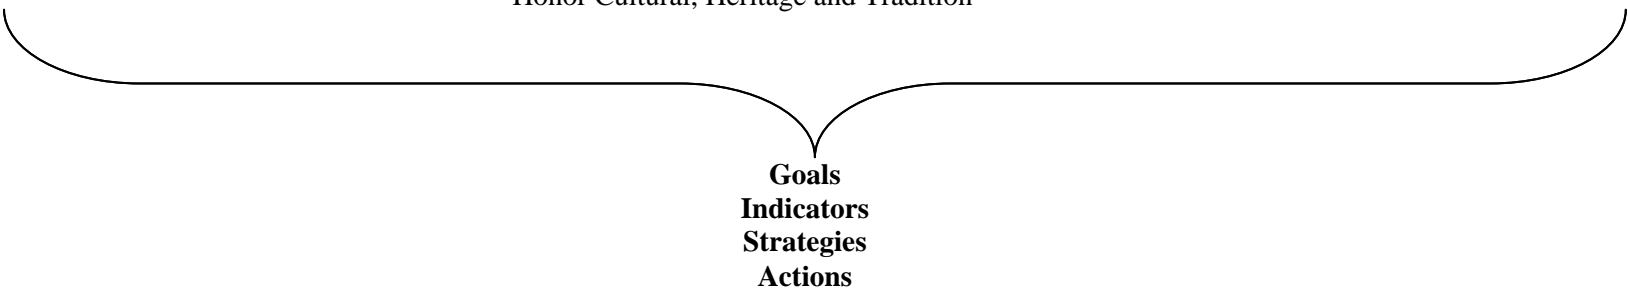 Honor Cultural, Heritage and Tradition
Goals
Indicators
Strategies
Actions